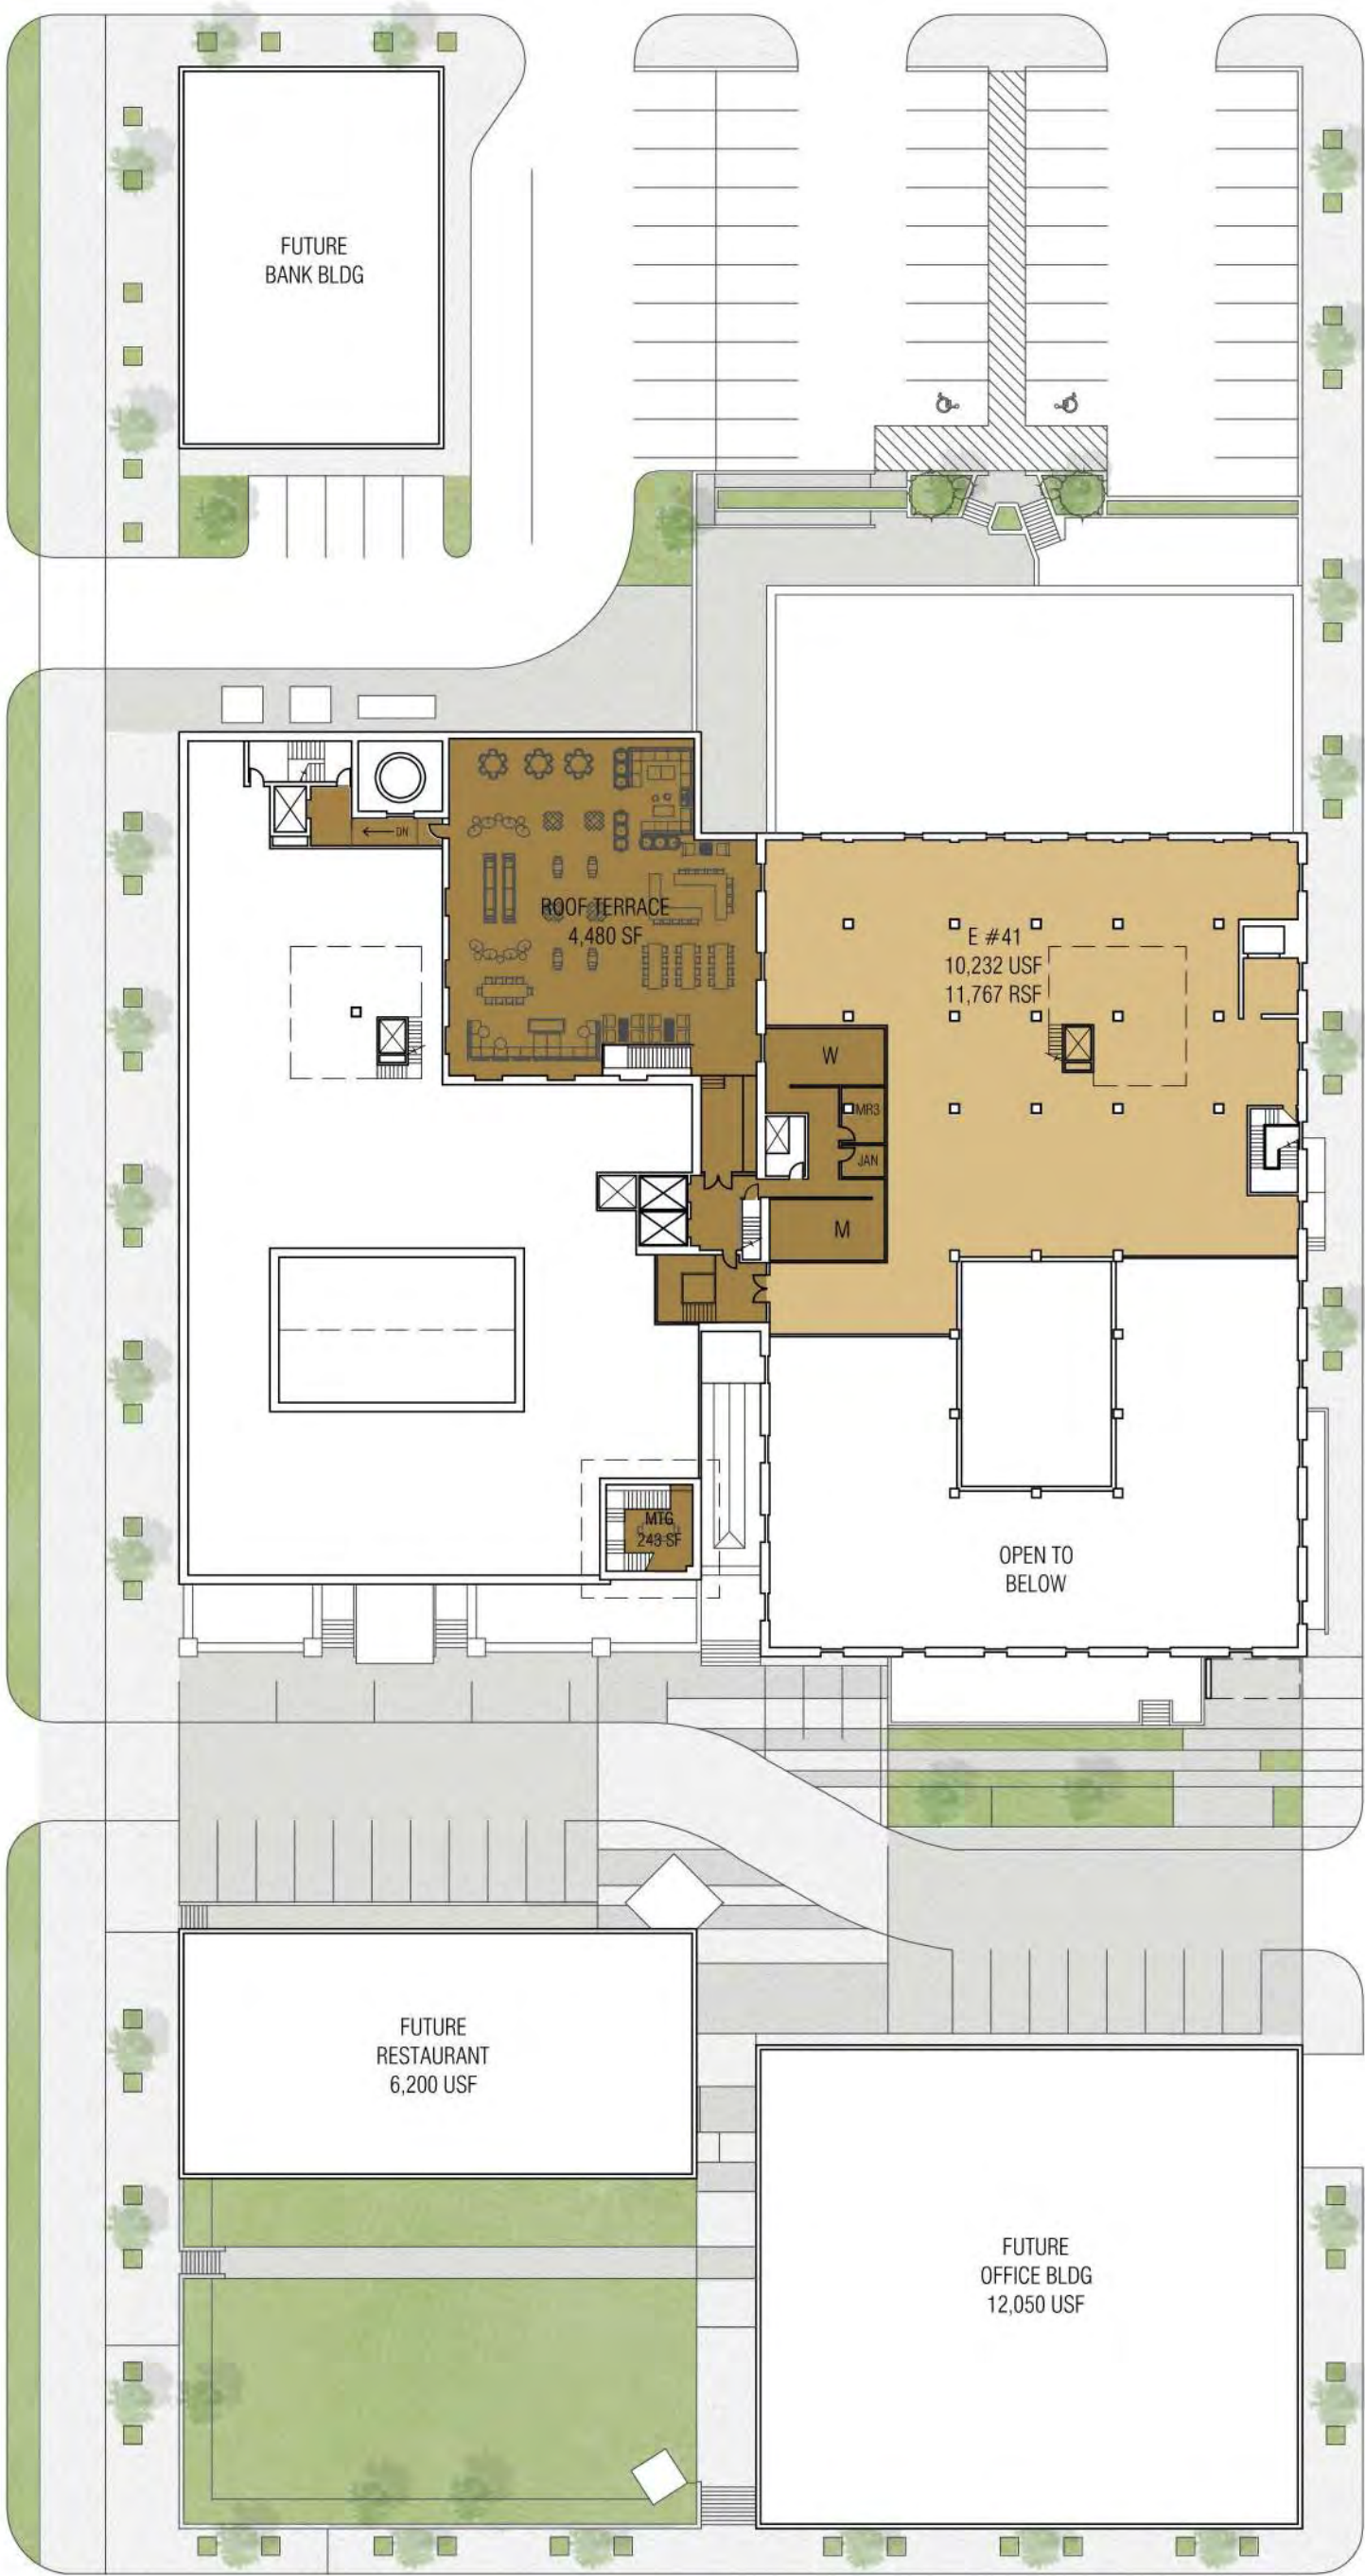 FUTURE
BANK BLDG
DN
ROOF TERRACE
4,480 SF
E #41
10,232 USF
11,767 RSF
W
MR3
JAN
M
MTG
243 SF
OPEN TO
BELOW
FUTURE
RESTAURANT
6,200 USF
FUTURE
OFFICE BLDG
12,050 USF